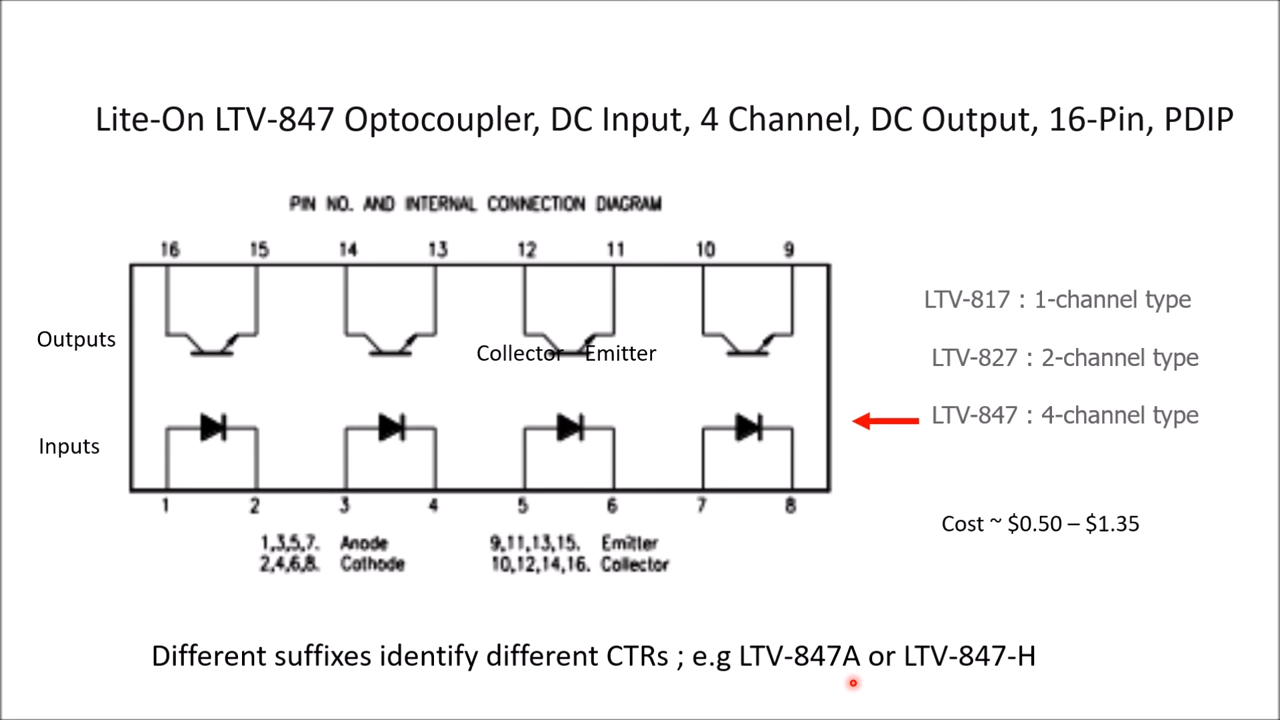 Lite-On LTV-847 Optocoupler, DC Input, 4 Channel, DC Output, 16-Pin, PDIP
PIN NO. AND INTERNAL CONNECTION DIAGRAM
16 15 14 13 12 11 10 9
LTV-817 : 1-channel type
Outputs
Collector Emitter
LTV-827 : 2-channel type
LTV-847 : 4-channel type
Inputs
1 2 3 4 5 6 7 8
Cost ~ $0.50 – $1.35
1,3,5,7. Anode
2,4,6,8. Cathode
9,11,13,15. Emitter
10,12,14,16. Collector
Different suffixes identify different CTRs ; e.g LTV-847A or LTV-847-H